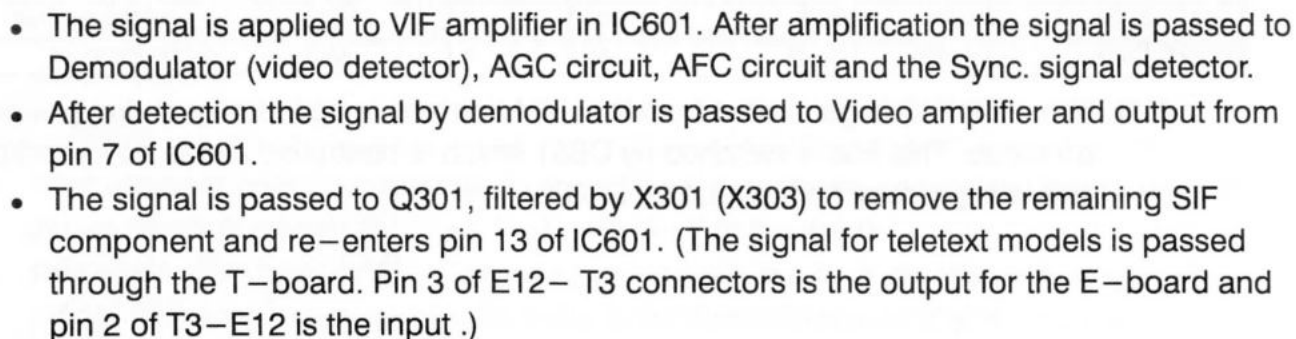 • The signal is applied to VIF amplifier in IC601. After amplification the signal is passed to
Demodulator (video detector), AGC circuit, AFC circuit and the Sync. signal detector.
• After detection the signal by demodulator is passed to Video amplifier and output from
pin 7 of IC601.
• The signal is passed to Q301, filtered by X301 (X303) to remove the remaining SIF
component and re–enters pin 13 of IC601. (The signal for teletext models is passed
through the T–board. Pin 3 of E12– T3 connectors is the output for the E–board and
pin 2 of T3–E12 is the input .)